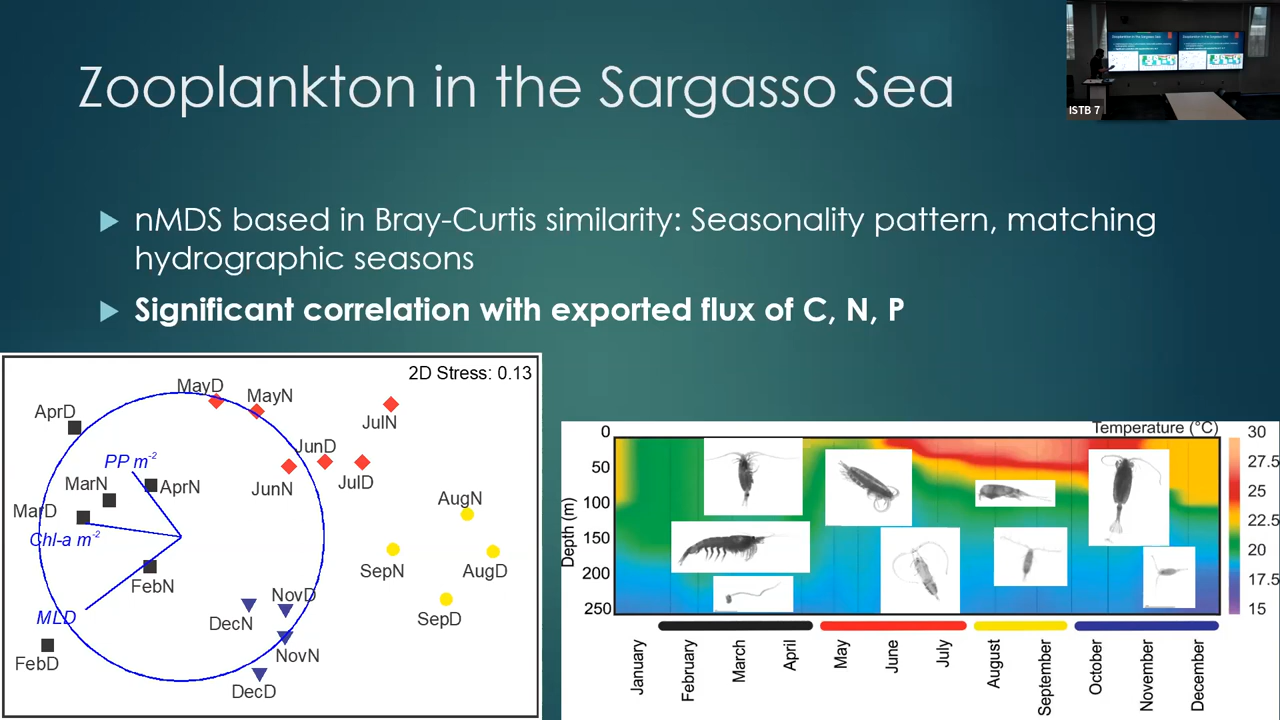 Zooplankton in the Sargasso Sea
ISTB 7
nMDS based in Bray-Curtis similarity: Seasonality pattern, matching
hydrographic seasons
Significant correlation with exported flux of C, N, P
2D Stress: 0.13
MayD
MayN
AprD
JulN
JunD
PP m-2
MarN
AprN
JunN
JulD
AugN
MarD
Chl-a m-2
SepN
AugD
FebN
NovD
MLD
DecN
SepD
FebD
NovN
DecD
Temperature (°C)
0
50
100
150
200
250
Depth (m)
30
27.5
25
22.5
20
17.5
15
January
February
March
April
May
June
July
August
September
October
November
December